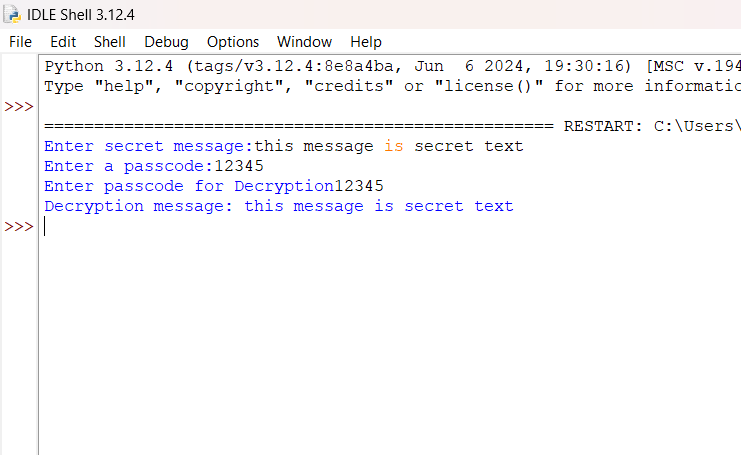 IDLE Shell 3.12.4
File Edit Shell Debug Options Window Help
Python 3.12.4 (tags/v3.12.4:8e8a4ba, Jun  6 2024, 19:30:16) [MSC v.194
Type "help", "copyright", "credits" or "license()" for more informatio
>>>
=================================================== RESTART: C:\Users\
Enter secret message:this message is secret text
Enter a passcode:12345
Enter passcode for Decryption12345
Decryption message: this message is secret text
>>>